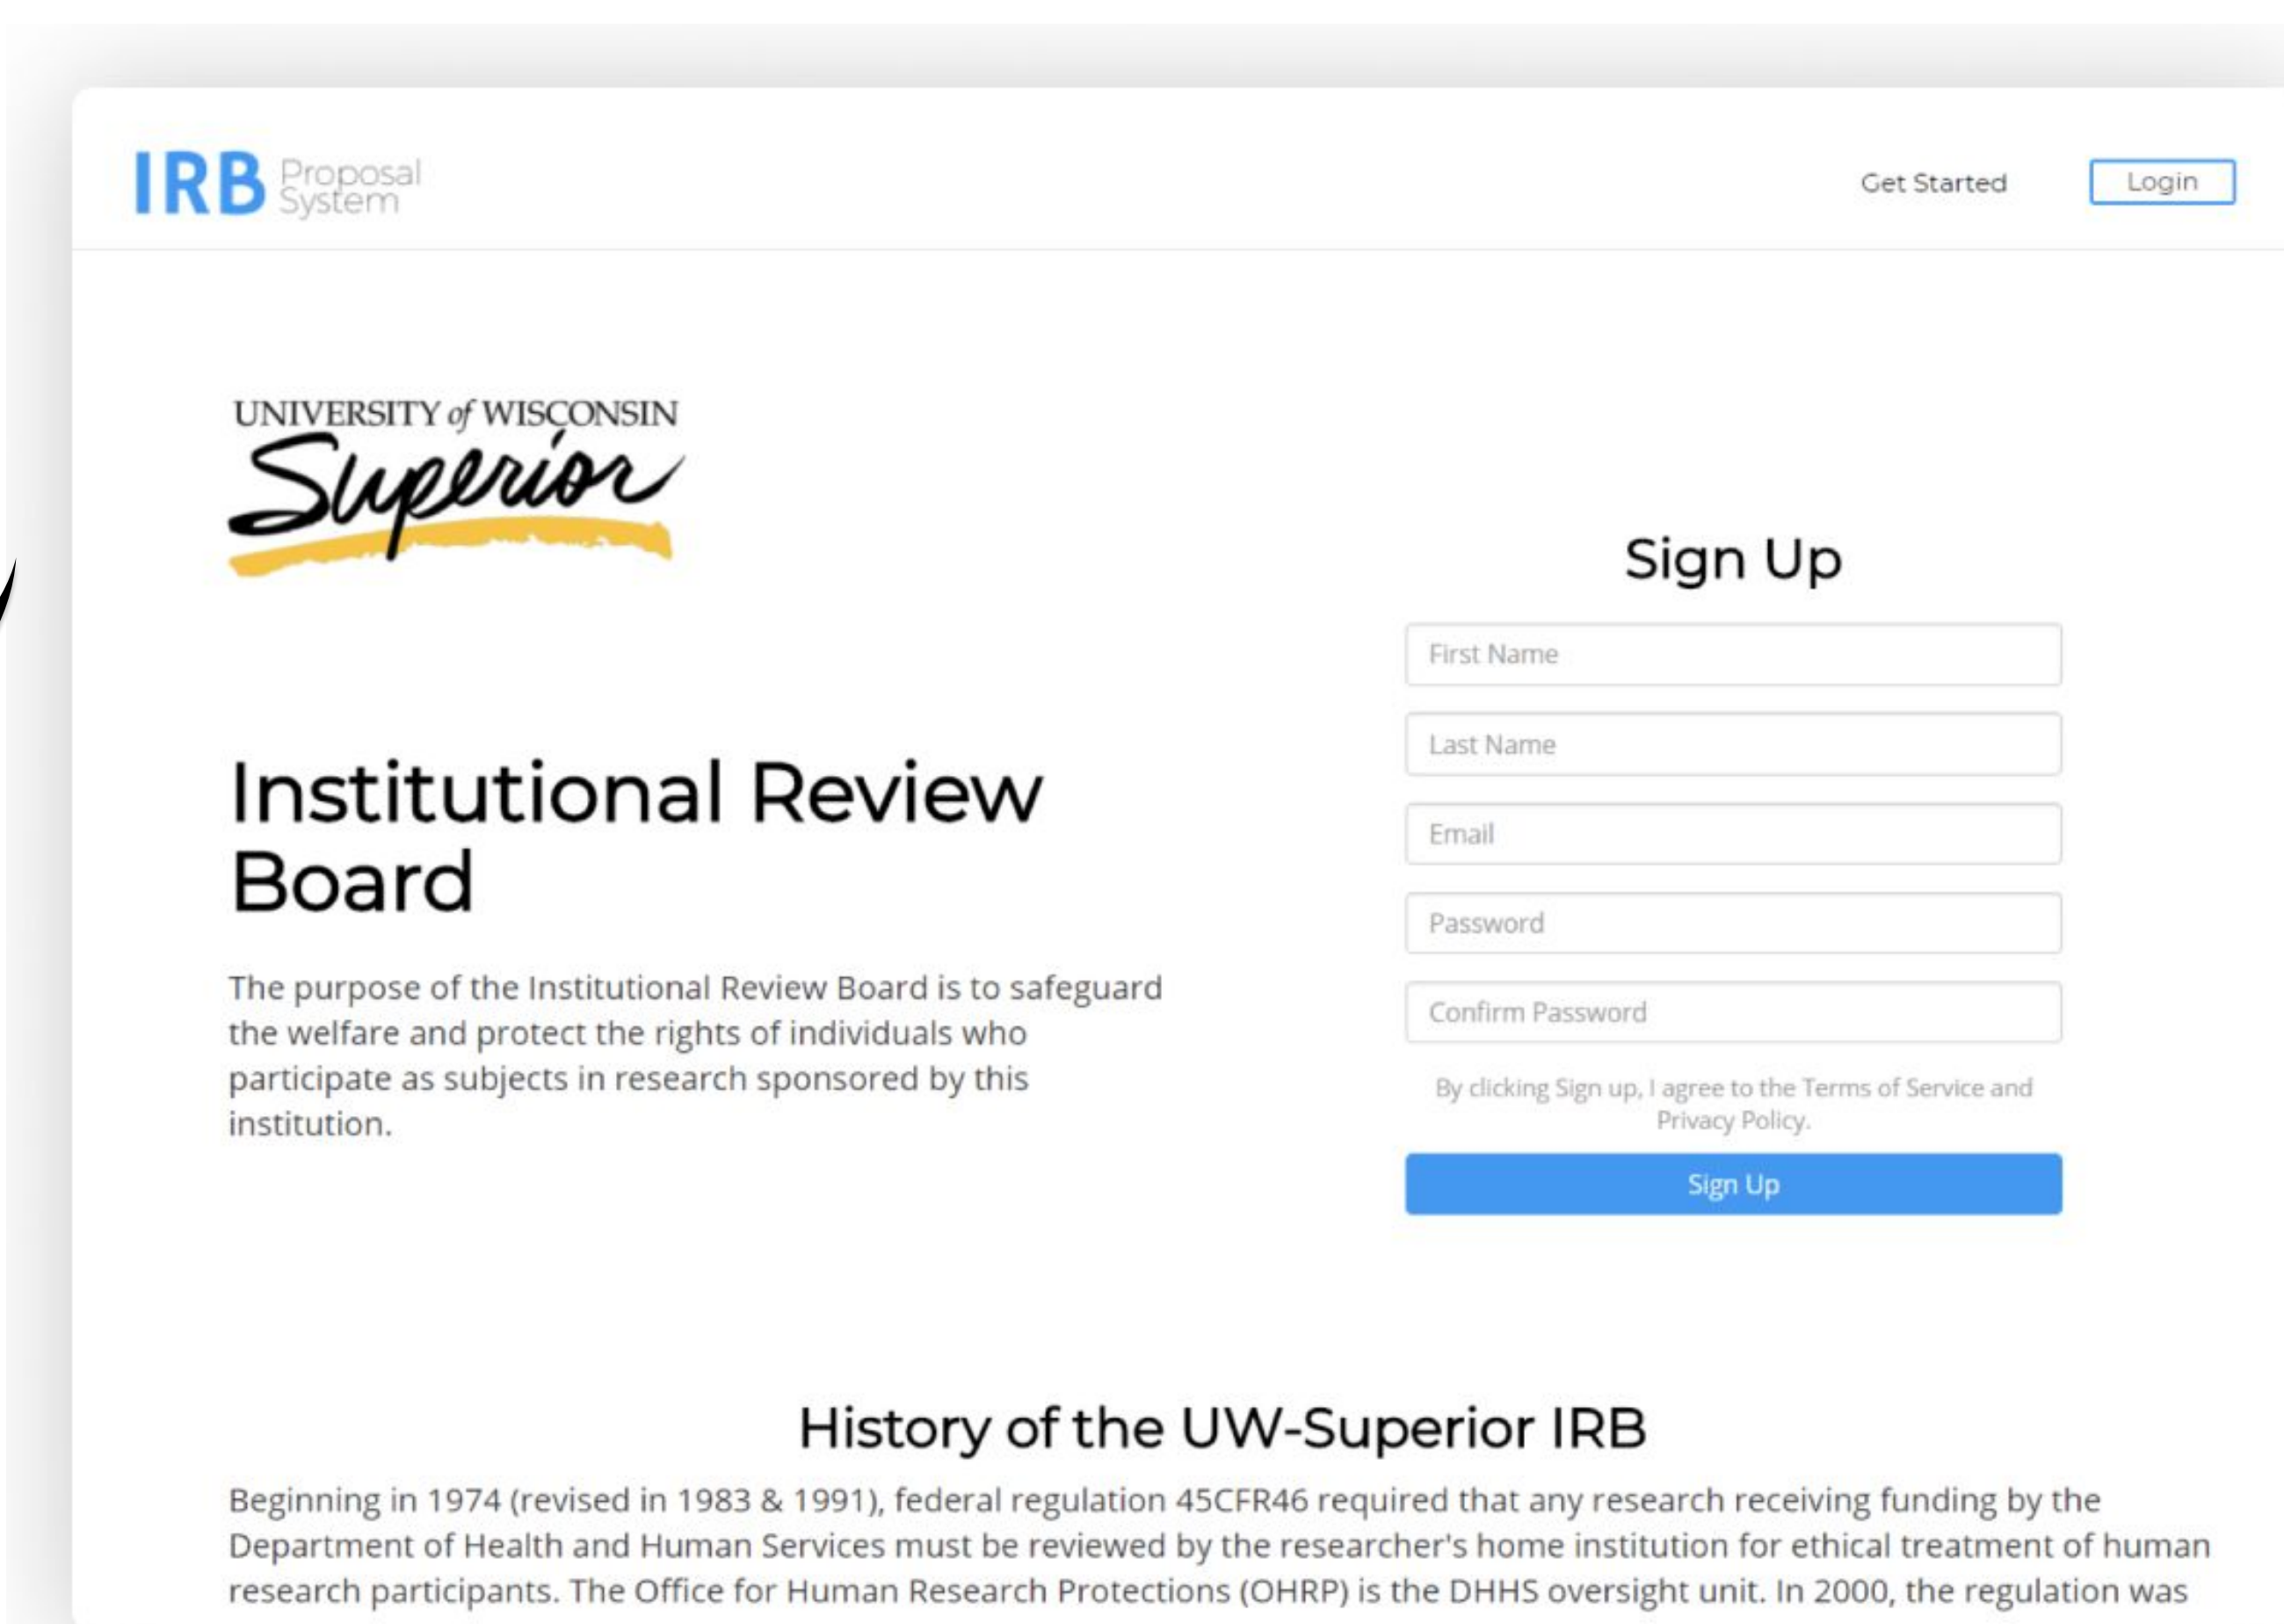 IRB Proposal System
Get Started
Login
UNIVERSITY of WISCONSIN
Superior
Institutional Review
Board
The purpose of the Institutional Review Board is to safeguard
the welfare and protect the rights of individuals who
participate as subjects in research sponsored by this
institution.
Sign Up
First Name
Last Name
Email
Password
Confirm Password
By clicking Sign up, I agree to the Terms of Service and
Privacy Policy.
Sign Up
History of the UW-Superior IRB
Beginning in 1974 (revised in 1983 & 1991), federal regulation 45CFR46 required that any research receiving funding by the
Department of Health and Human Services must be reviewed by the researcher's home institution for ethical treatment of human
research participants. The Office for Human Research Protections (OHRP) is the DHHS oversight unit. In 2000, the regulation was